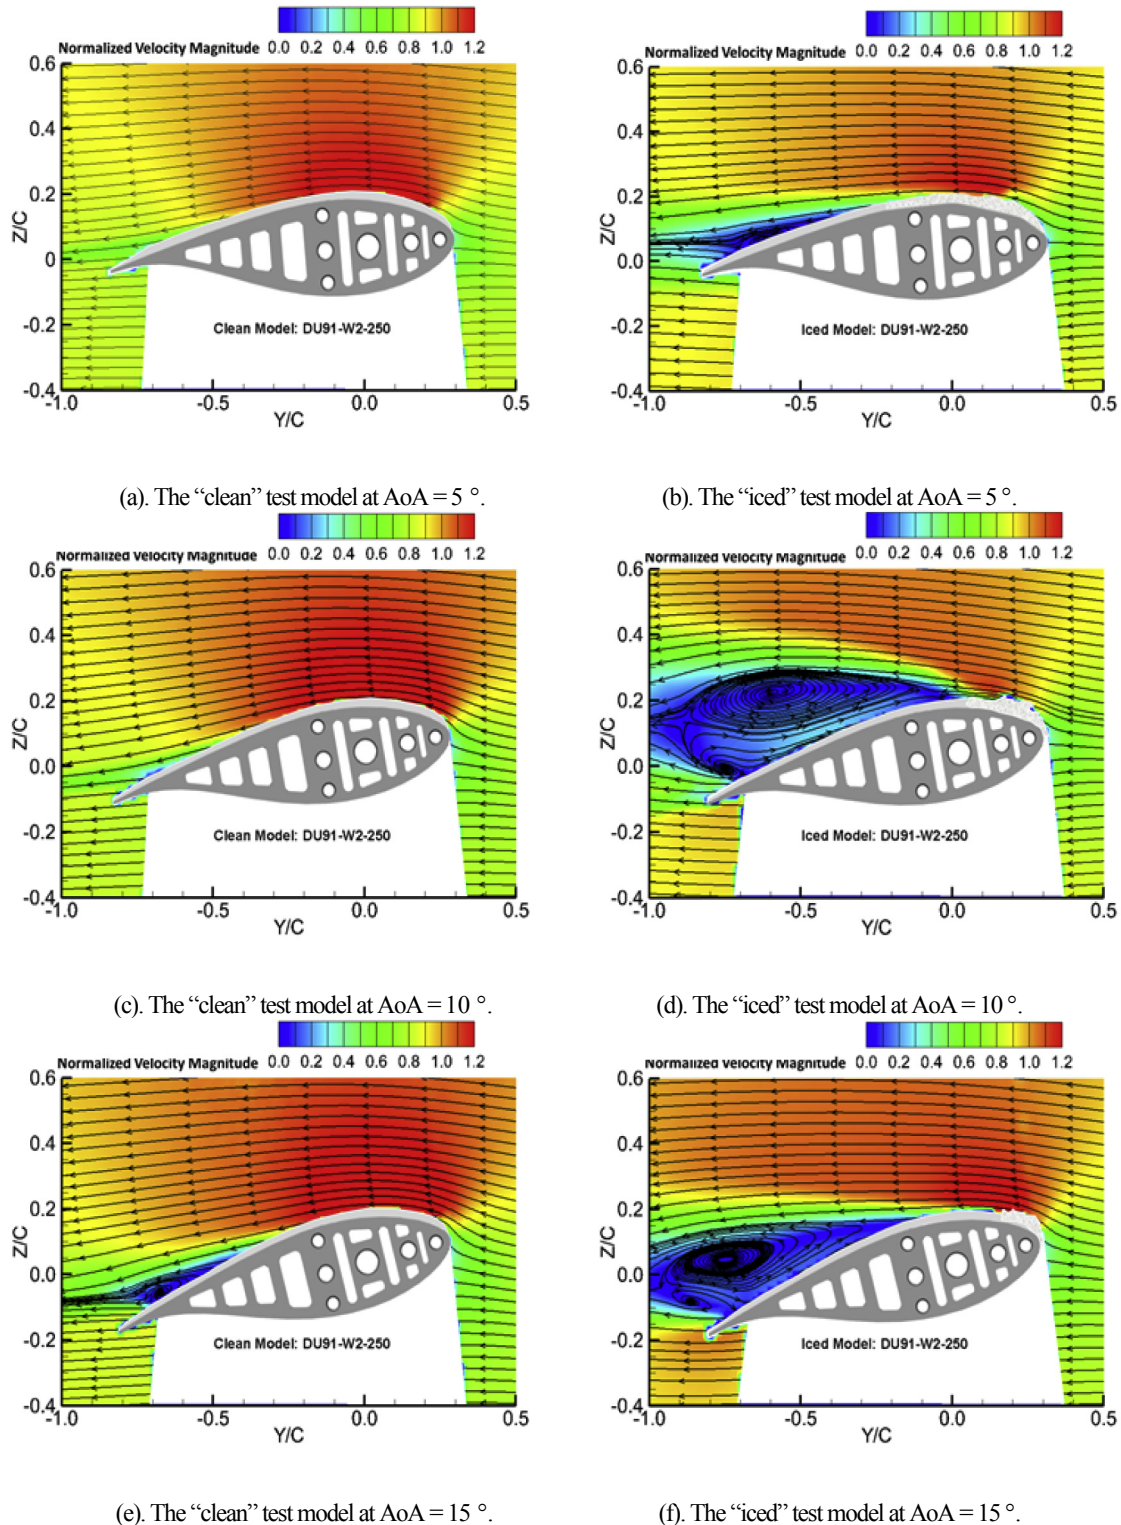 0.0 0.2 0.4 0.6 0.8 1.0 1.2
Normalized Velocity Magnitude
0.6
0.4
0.2
0
-0.2
-0.4
Z/C
Clean Model: DU91-W2-250
-1.0 -0.5 0.0 0.5
Y/C
0.0 0.2 0.4 0.6 0.8 1.0 1.2
Normalized Velocity Magnitude
0.6
0.4
0.2
0.0
-0.2
-0.4
Z/C
Iced Model: DU91-W2-250
-1.0 -0.5 0.0 0.5
Y/C
(a). The “clean” test model at AoA = 5 °.
(b). The “iced” test model at AoA = 5 °.
0.0 0.2 0.4 0.6 0.8 1.0 1.2
Normalized Velocity Magnitude
0.6
0.4
0.2
0.0
-0.2
-0.4
Z/C
Clean Model: DU91-W2-250
-1.0 -0.5 0.0 0.5
Y/C
0.0 0.2 0.4 0.6 0.8 1.0 1.2
Normalized Velocity Magnitude
0.6
0.4
0.2
0.0
-0.2
-0.4
Z/C
Iced Model: DU91-W2-250
-1.0 -0.5 0.0 0.5
Y/C
(c). The “clean” test model at AoA = 10 °.
(d). The “iced” test model at AoA = 10 °.
0.0 0.2 0.4 0.6 0.8 1.0 1.2
Normalized Velocity Magnitude
0.6
0.4
0.2
0.0
-0.2
-0.4
Z/C
Clean Model: DU91-W2-250
-1.0 -0.5 0.0 0.5
Y/C
0.0 0.2 0.4 0.6 0.8 1.0 1.2
Normalized Velocity Magnitude
0.6
0.4
0.2
0.0
-0.2
-0.4
Z/C
Iced Model: DU91-W2-250
-1.0 -0.5 0.0 0.5
Y/C
(e). The “clean” test model at AoA = 15 °.
(f). The “iced” test model at AoA = 15 °.